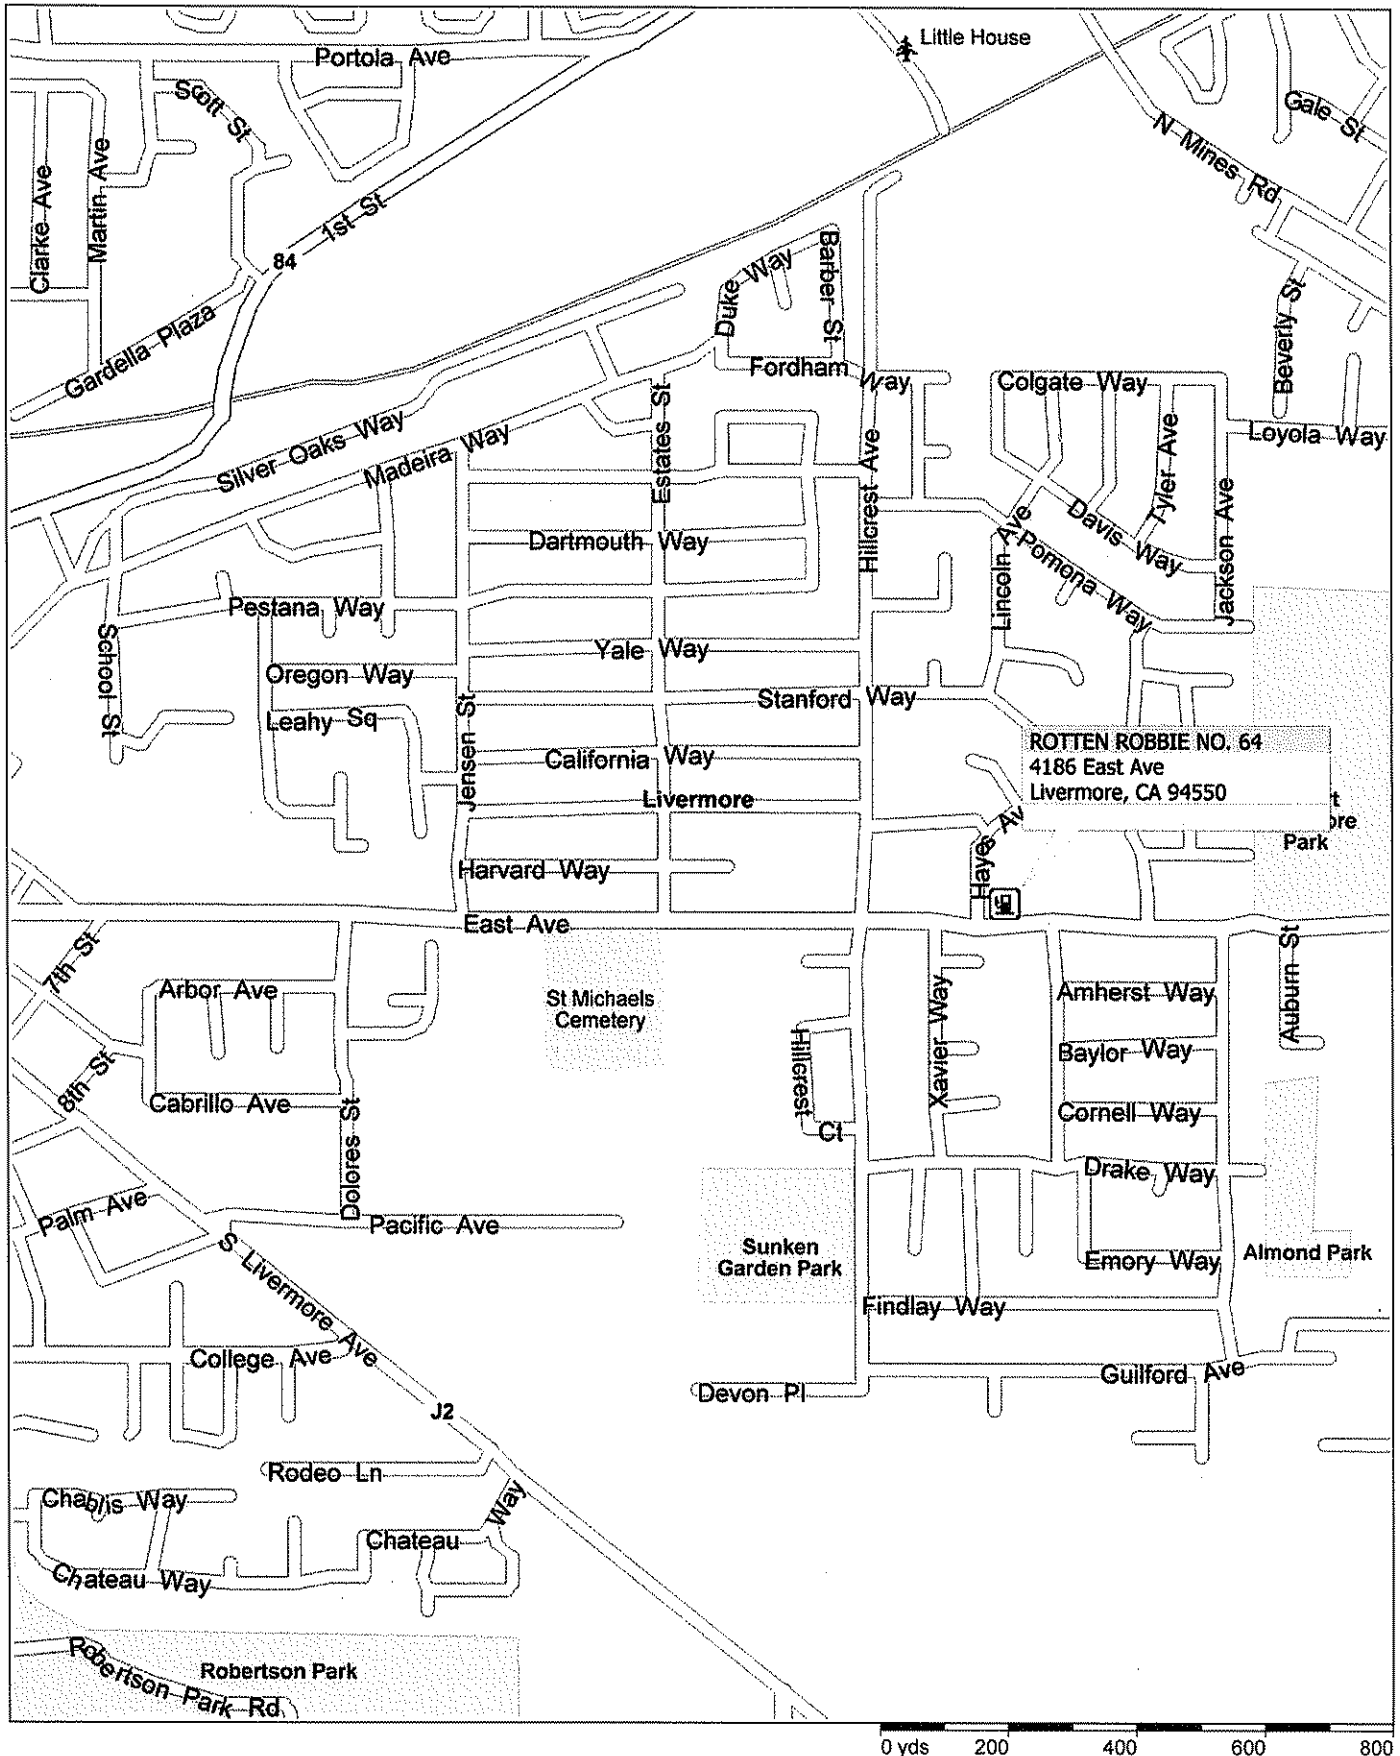 Little House
Portola Ave
Scott St
Gale St
N Mines Rd
Clarke Ave
Martin Ave
1st St
84
Duke Way
Barber St
Beverly St
Gardella Plaza
Fordham Way
Colgate Way
Loyola Way
Silver Oaks Way
Madeira Way
Estates St
Hillcrest Ave
Tyler Ave
Jackson Ave
Davis Way
Dartmouth Way
Lincoln Ave
Pomona Way
Pestana Way
School St
Yale Way
Oregon Way
Stanford Way
Leahy Sq
Jensen St
ROTTEN ROBBIE NO. 64
4186 East Ave
Livermore, CA 94550
California Way
Livermore
Hayes Av
Park
Harvard Way
East Ave
7th St
Arbor Ave
St Michaels
Cemetery
Xavier Way
Amherst Way
Auburn St
Hillcrest Ct
Baylor Way
8th St
Cabrillo Ave
Cornell Way
Dolores St
Drake Way
Palm Ave
Pacific Ave
S Livermore Ave
Sunken
Garden Park
Emory Way
Almond Park
Findlay Way
College Ave
Guilford Ave
Devon Pl
J2
Rodeo Ln
Chablis Way
Chateau Way
Chateau Way
Robertson Park
Robertson Park Rd
0 yds 200 400 600 800